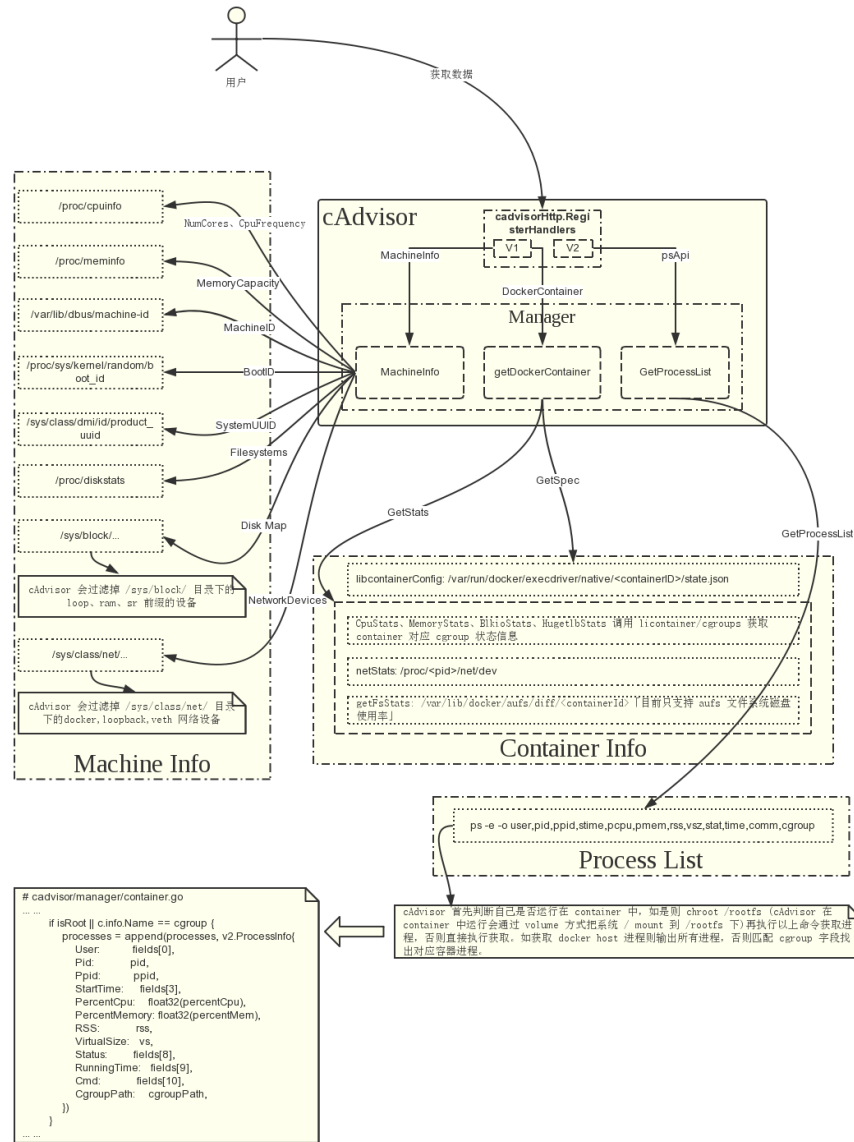 用户
获取数据
cAdvisor
cadvisorHttp.Regi
sterHandlers
V1
V2
MachineInfo
DockerContainer
psApi
Manager
MachineInfo
getDockerContainer
GetProcessList
/proc/cpuinfo
NumCores、CpuFrequency
/proc/meminfo
MemoryCapacity
/var/lib/dbus/machine-id
MachineID
/proc/sys/kernel/random/b
oot_id
BootID
/sys/class/dmi/id/product_
uuid
SystemUUID
Filesystems
/proc/diskstats
Disk Map
/sys/block/...
cAdvisor 会过滤掉 /sys/block/ 目录下的
loop、ram、sr 前缀的设备
NetworkDevices
/sys/class/net/...
cAdvisor 会过滤掉 /sys/class/net/ 目录
下的docker,loopback,veth 网络设备
Machine Info
GetStats
GetSpec
GetProcessList
libcontainerConfig: /var/run/docker/execdriver/native/<containerID>/state.json
CpuStats、MemoryStats、BlkioStats、HugetlbStats 调用 licontainer/cgroups 获取
container 对应 cgroup 状态信息
netStats: /proc/<pid>/net/dev
getFsStats: /var/lib/docker/aufs/diff/<containerId>「目前只支持 aufs 文件系统磁盘
使用率」
Container Info
ps -e -o user,pid,ppid,stime,pcpu,pmem,rss,vsz,stat,time,comm,cgroup
Process List
cAdvisor 首先判断自己是否运行在 container 中，如是则 chroot /rootfs (cAdvisor 在
container 中运行会通过 volume 方式把系统 / mount 到 /rootfs 下)再执行以上命令获取进
程，否则直接执行获取。如获取 docker host 进程则输出所有进程，否则匹配 cgroup 字段找
出对应容器进程。
# cadvisor/manager/container.go
... ...
if isRoot || c.info.Name == cgroup {
processes = append(processes, v2.ProcessInfo{
User: fields[0],
Pid: pid,
Ppid: ppid,
StartTime: fields[3],
PercentCpu: float32(percentCpu),
PercentMemory: float32(percentMem),
RSS: rss,
VirtualSize: vs,
Status: fields[8],
RunningTime: fields[9],
Cmd: fields[10],
CgroupPath: cgroupPath,
})
}
... ...